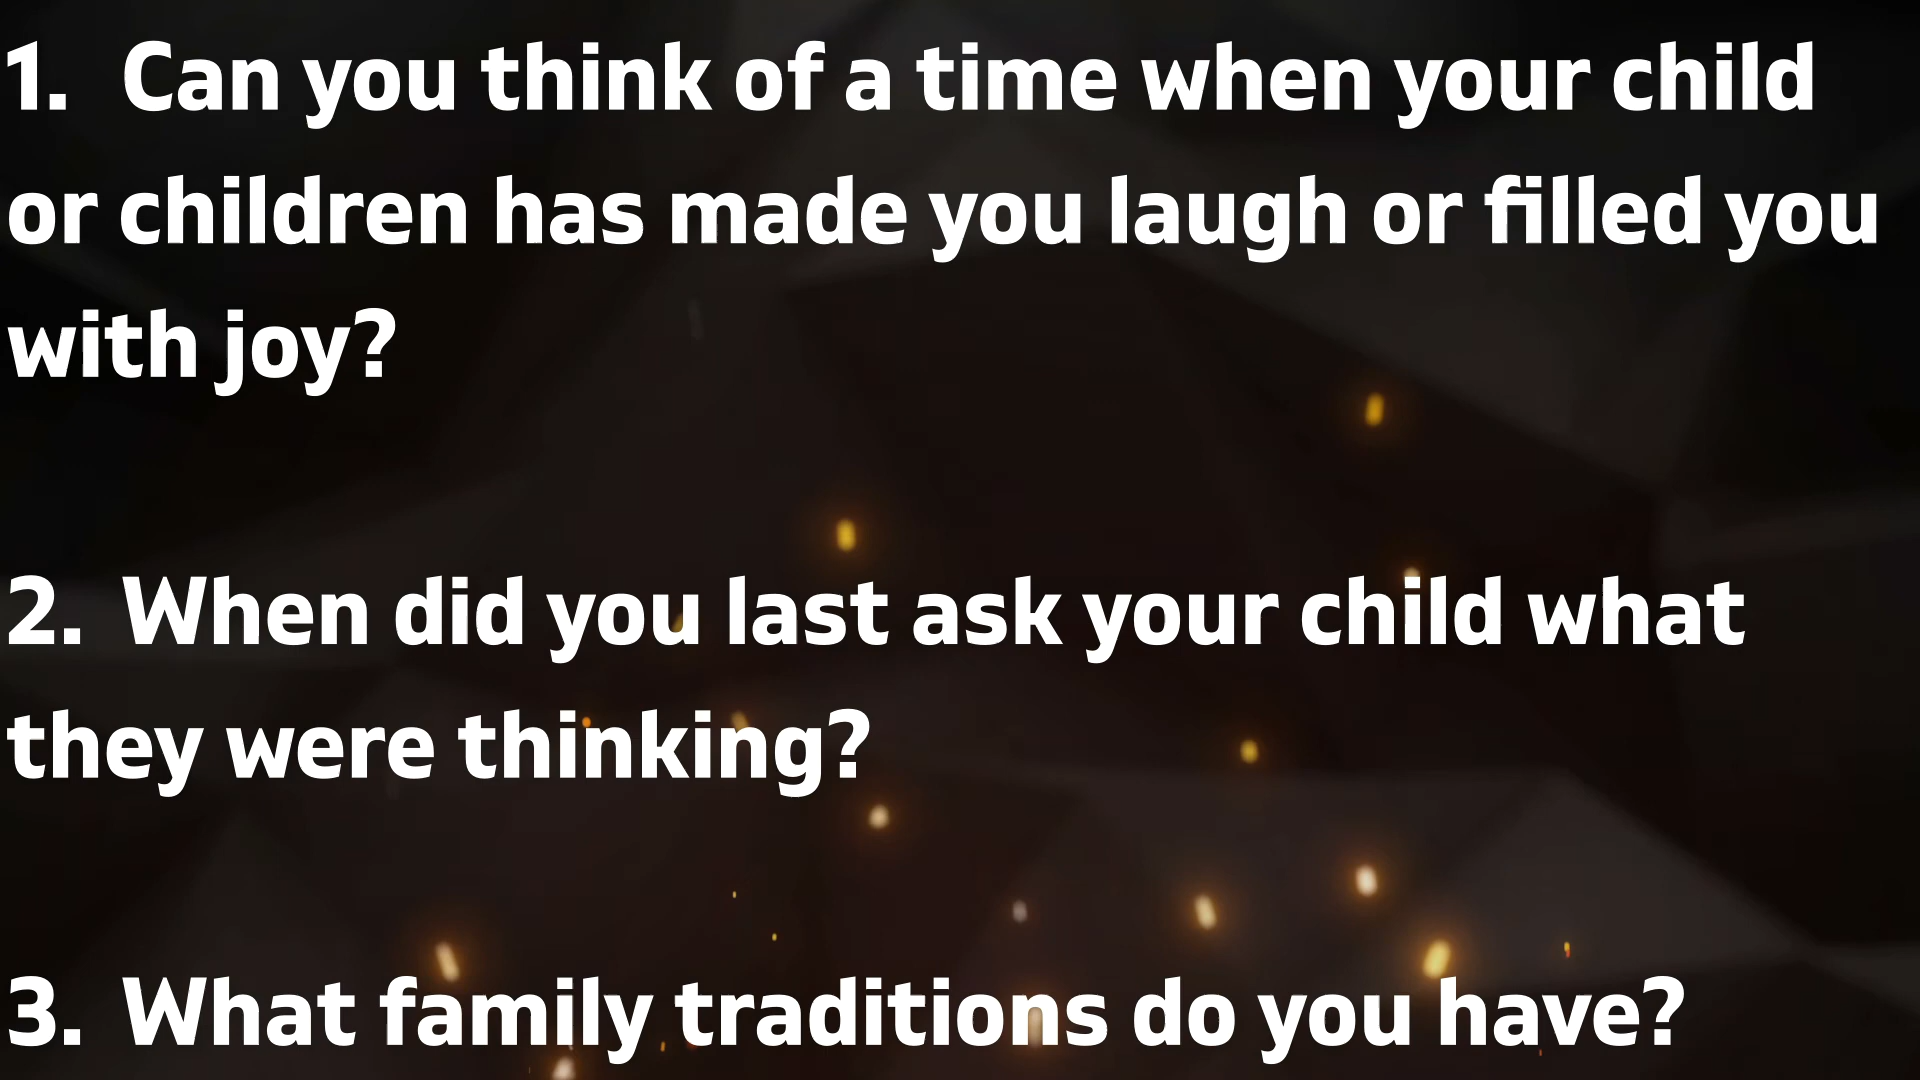 1. Can you think of a time when your child
or children has made you laugh or filled you
with joy?
2. When did you last ask your child what
they were thinking?
3. What family traditions do you have?